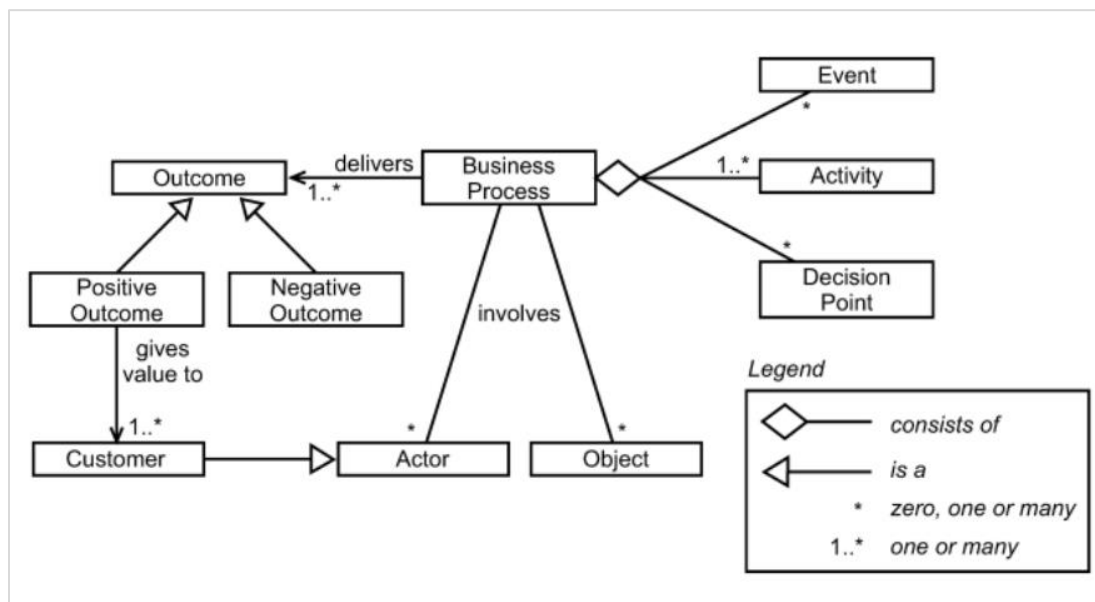 Event
*
delivers
Business
Process
1..*
Activity
Outcome
1..*
*
Decision
Point
Positive
Outcome
Negative
Outcome
involves
gives
value to
Legend
1..*
*
*
consists of
Customer
Actor
Object
is a
* zero, one or many
1..* one or many